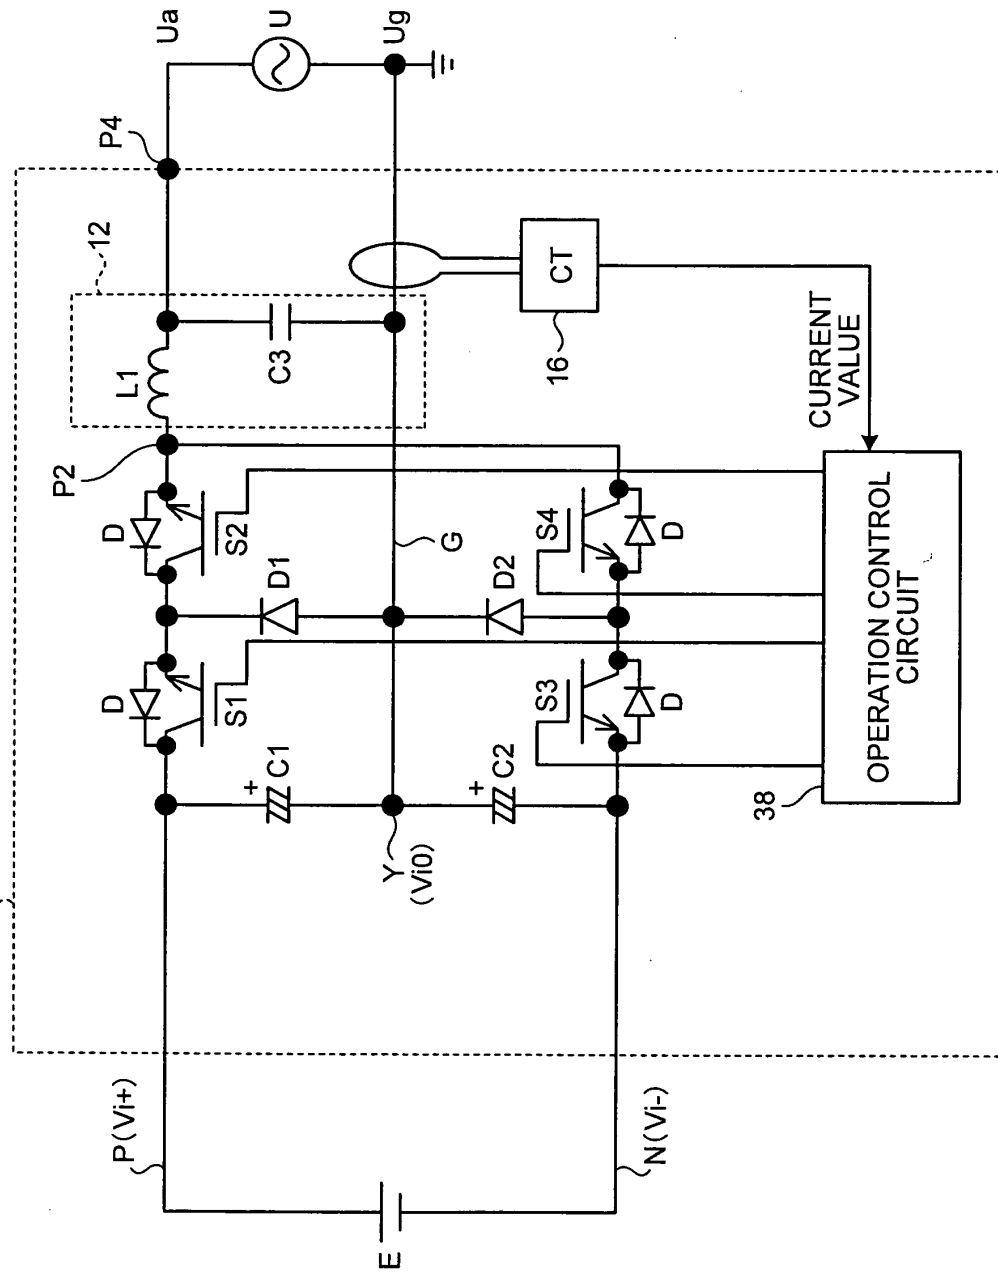 E
P(Vi+)
N(Vi-)
Y
(Vi0)
+
C1
+
C2
D
S1
S3
D
D1
D2
D
S2
G
S4
D
P2
12
L1
C3
P4
Ua
U
Ug
CT
16
CURRENT
VALUE
38
OPERATION CONTROL
CIRCUIT